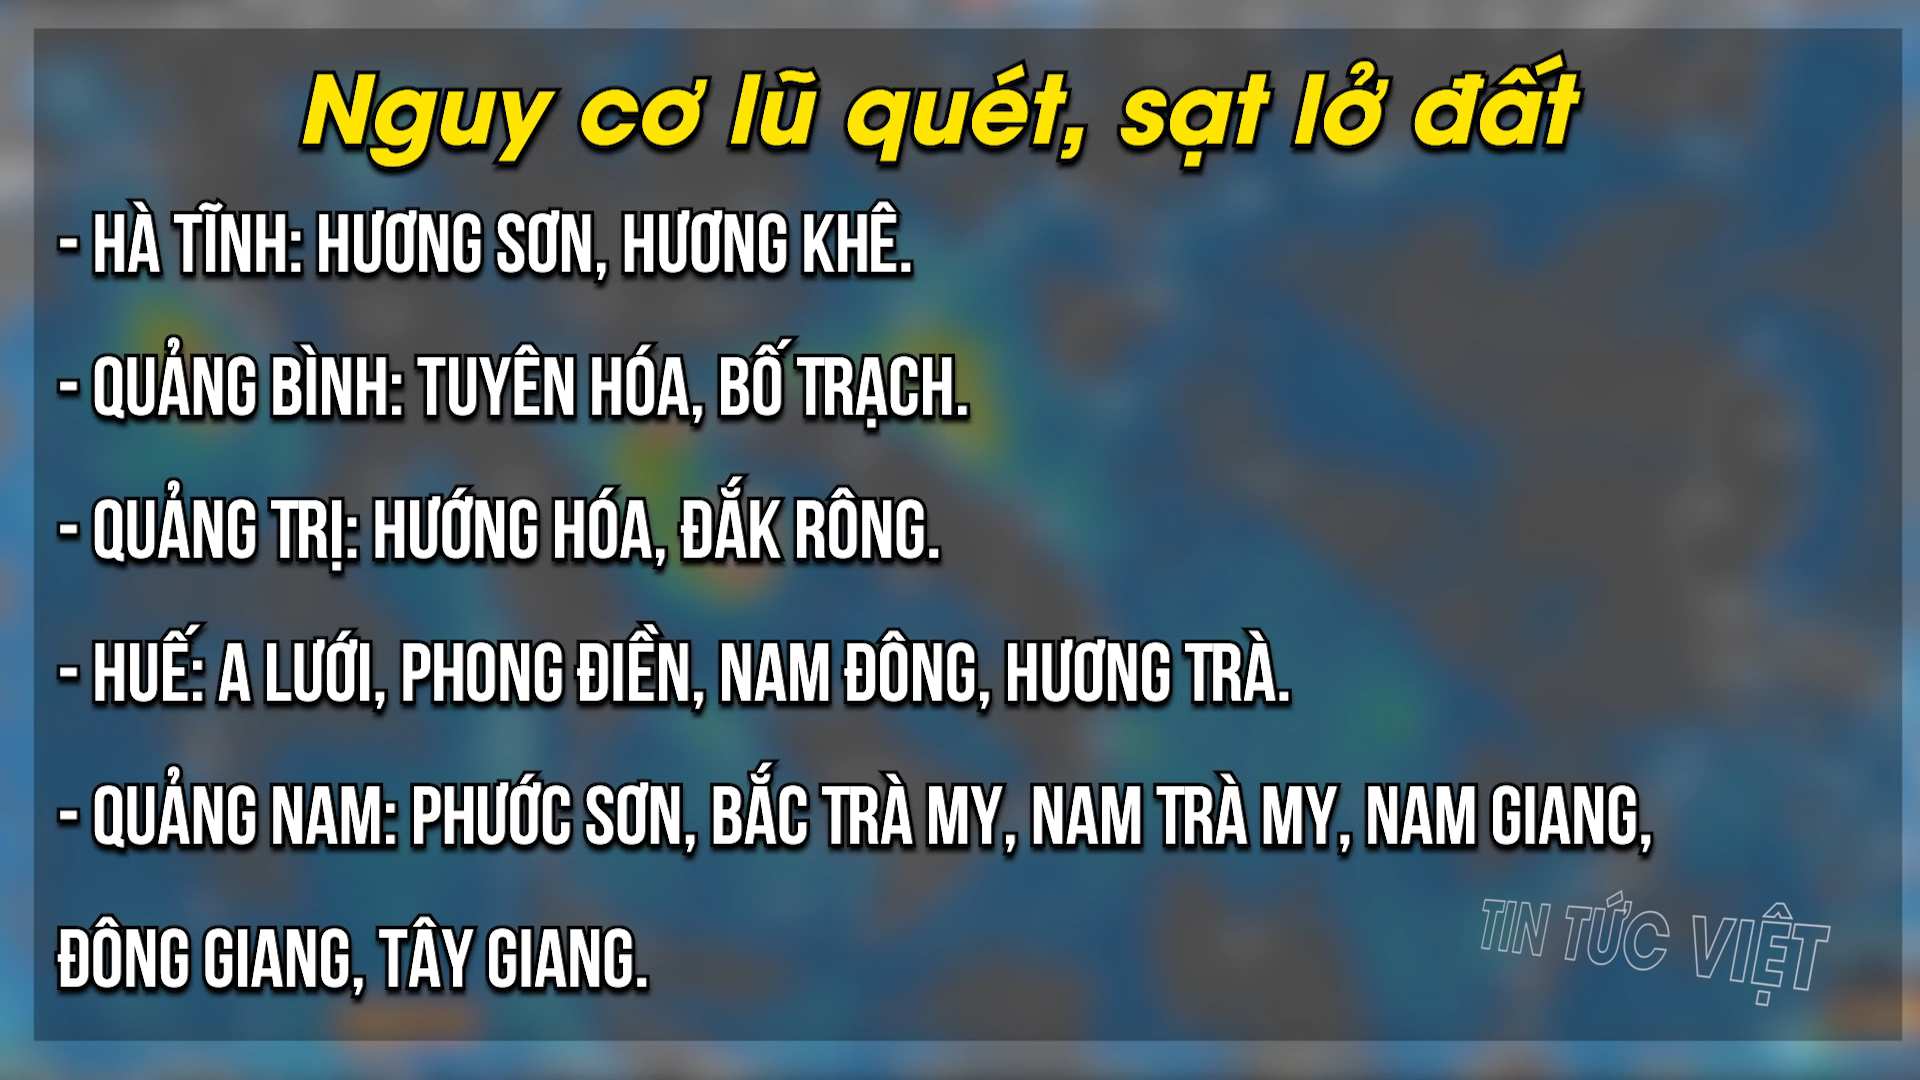 Nguy cơ lũ quét, sạt lở đất
- HÀ TĨNH: HƯƠNG SƠN, HƯƠNG KHÊ.
- QUẢNG BÌNH: TUYÊN HÓA, BỐ TRẠCH.
- QUẢNG TRỊ: HƯỚNG HÓA, ĐẮK RÔNG.
- HUẾ: A LƯỚI, PHONG ĐIỀN, NAM ĐÔNG, HƯƠNG TRÀ.
- QUẢNG NAM: PHƯỚC SƠN, BẮC TRÀ MY, NAM TRÀ MY, NAM GIANG,
ĐÔNG GIANG, TÂY GIANG.
TIN TỨC VIỆT